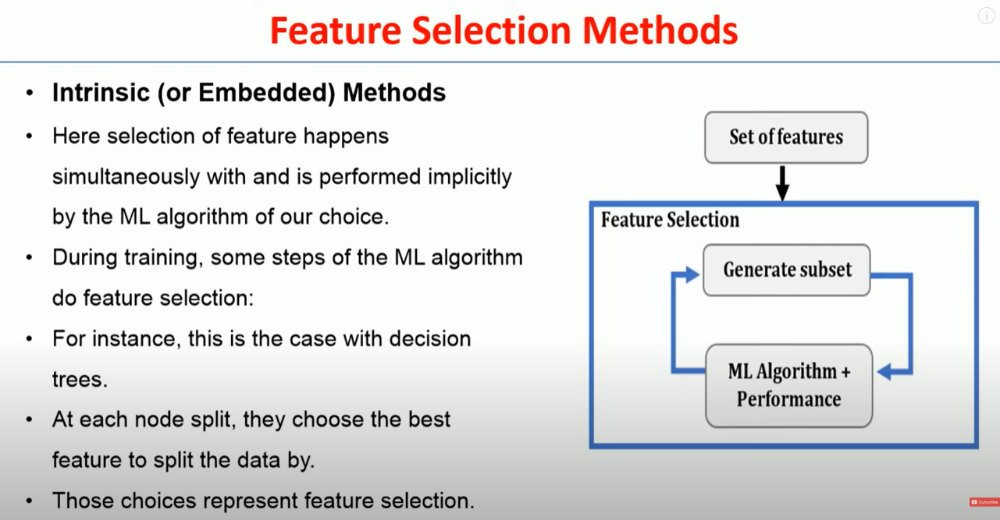 Feature Selection Methods
• Intrinsic (or Embedded) Methods
• Here selection of feature happens
simultaneously with and is performed implicitly
by the ML algorithm of our choice.
• During training, some steps of the ML algorithm
do feature selection:
• For instance, this is the case with decision
trees.
• At each node split, they choose the best
feature to split the data by.
• Those choices represent feature selection.
Set of features
Feature Selection
Generate subset
ML Algorithm +
Performance
Subscribe